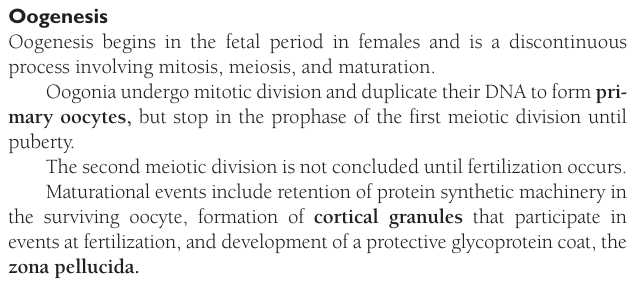 Oogenesis
Oogenesis begins in the fetal period in females and is a discontinuous
process involving mitosis, meiosis, and maturation.
Oogonia undergo mitotic division and duplicate their DNA to form pri-
mary oocytes, but stop in the prophase of the first meiotic division until
puberty.
The second meiotic division is not concluded until fertilization occurs.
Maturational events include retention of protein synthetic machinery in
the surviving oocyte, formation of cortical granules that participate in
events at fertilization, and development of a protective glycoprotein coat, the
zona pellucida.